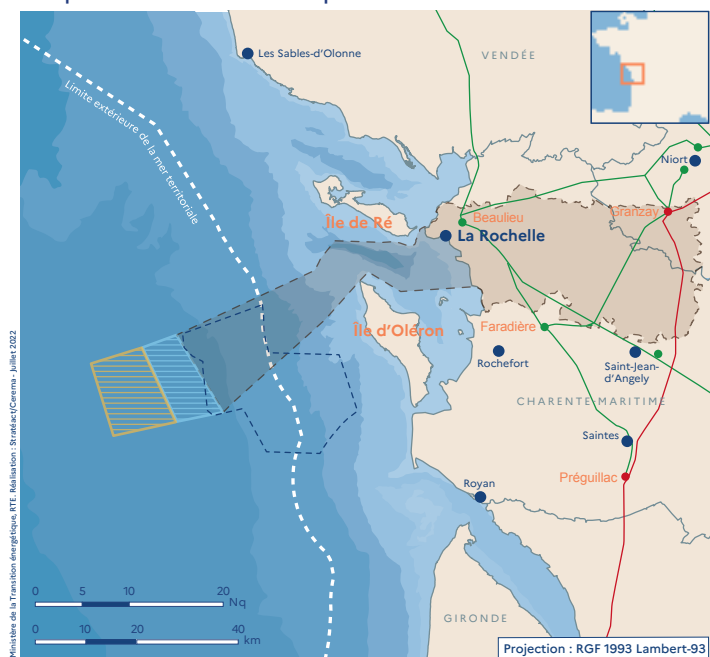 Les Sables-d'Olonne
VENDÉE
Limite extérieure de la mer territoriale
Niort
Île de Ré
Beaulieu
Granzay
La Rochelle
Île d'Oléron
Faradière
Rochefort
Saint-Jean-
d'Angely
CHARENTE-MARITIME
Saintes
Préguillac
Royan
GIRONDE
0 5 10 20
Nq
0 10 20 40
km
Projection : RGF 1993 Lambert-93
Ministère de la Transition énergétique, RTE. Réalisation : Stratéact/Cerema - Juillet 2022